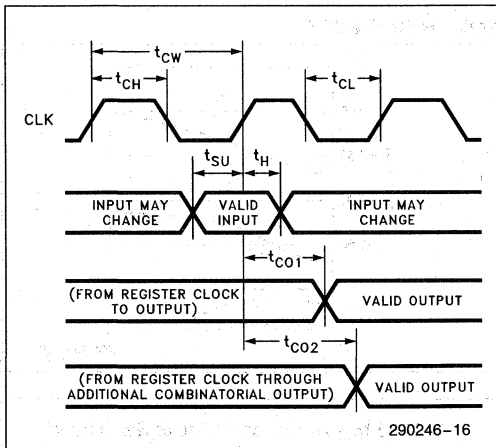 tCW
tCH
tCL
CLK
tSU
tH
INPUT MAY
CHANGE
VALID
INPUT
INPUT MAY
CHANGE
tCO1
(FROM REGISTER CLOCK
TO OUTPUT)
VALID OUTPUT
tCO2
(FROM REGISTER CLOCK THROUGH
ADDITIONAL COMBINATORIAL OUTPUT)
VALID OUTPUT
290246-16